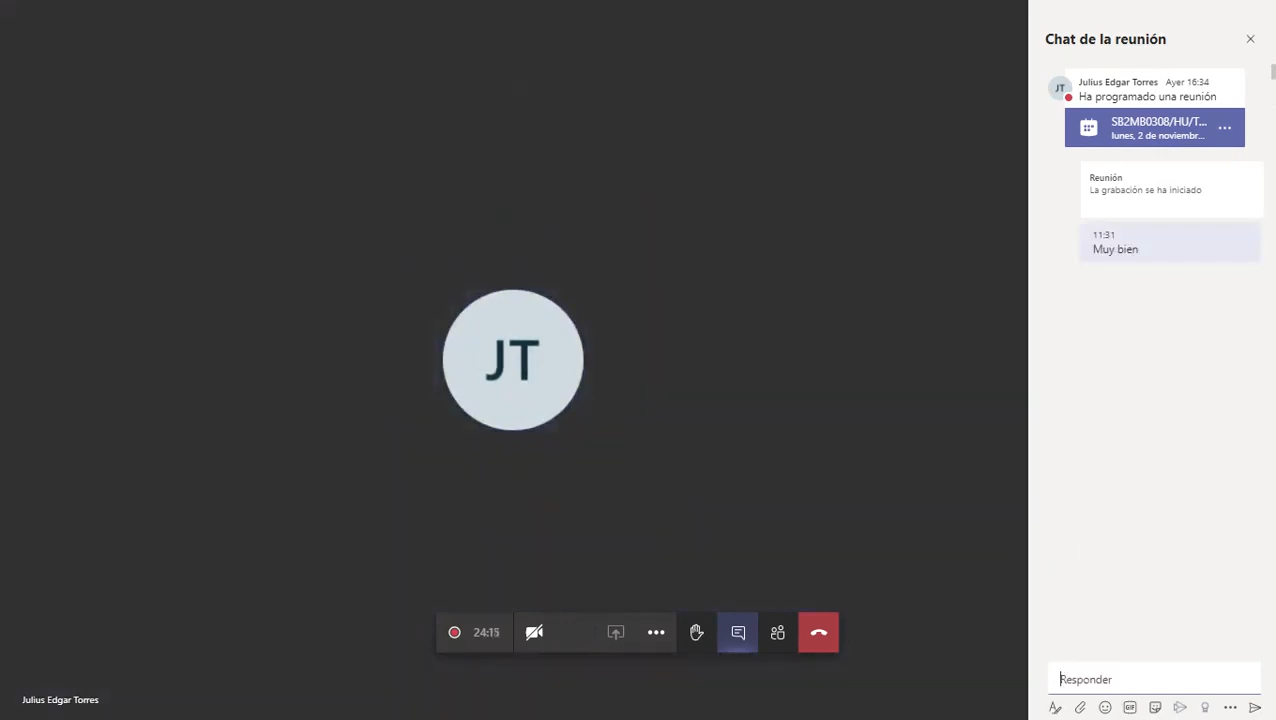 Chat de la reunión
JT
Julius Edgar Torres Ayer 16:34
Ha programado una reunión
SB2MB0308/HU/T...
lunes, 2 de noviembr...
Reunión
La grabación se ha iniciado
11:31
Muy bien
JT
24:15
Responder
GIF
Julius Edgar Torres